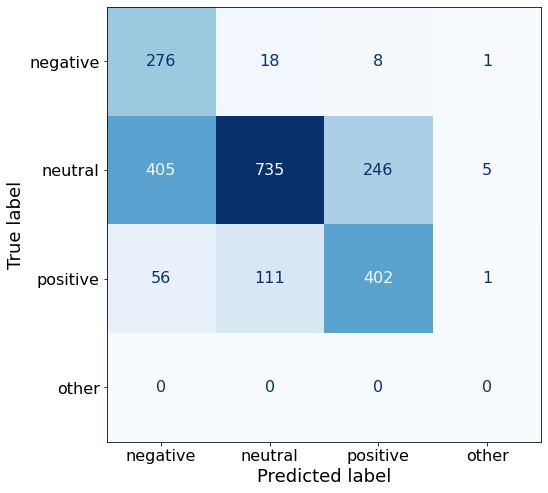 True label
negative 276 18 8 1
neutral 405 735 246 5
positive 56 111 402 1
other 0 0 0 0
negative neutral positive other
Predicted label